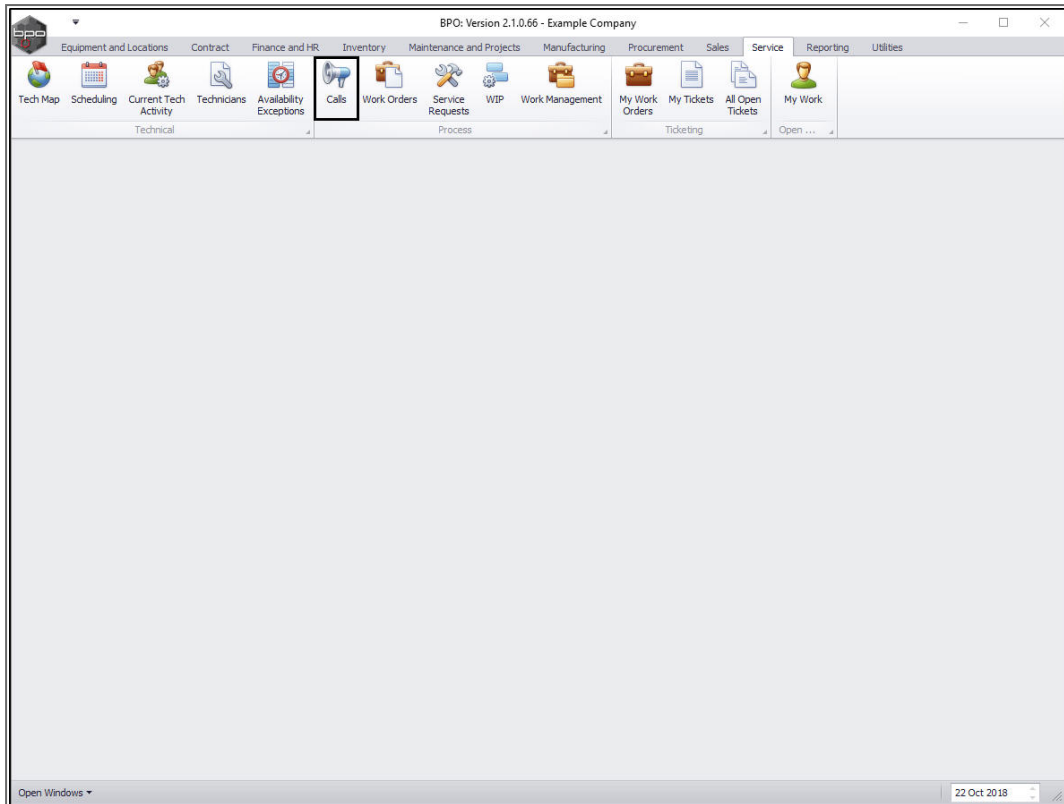 bpo
BPO: Version 2.1.0.66 - Example Company
Equipment and Locations Contract Finance and HR Inventory Maintenance and Projects Manufacturing Procurement Sales Service Reporting Utilities
Tech Map Scheduling Current Tech Activity Technicians Availability Exceptions Calls Work Orders Service Requests WIP Work Management My Work Orders My Tickets All Open Tickets My Work
Technical Process Ticketing Open ...
Open Windows 22 Oct 2018